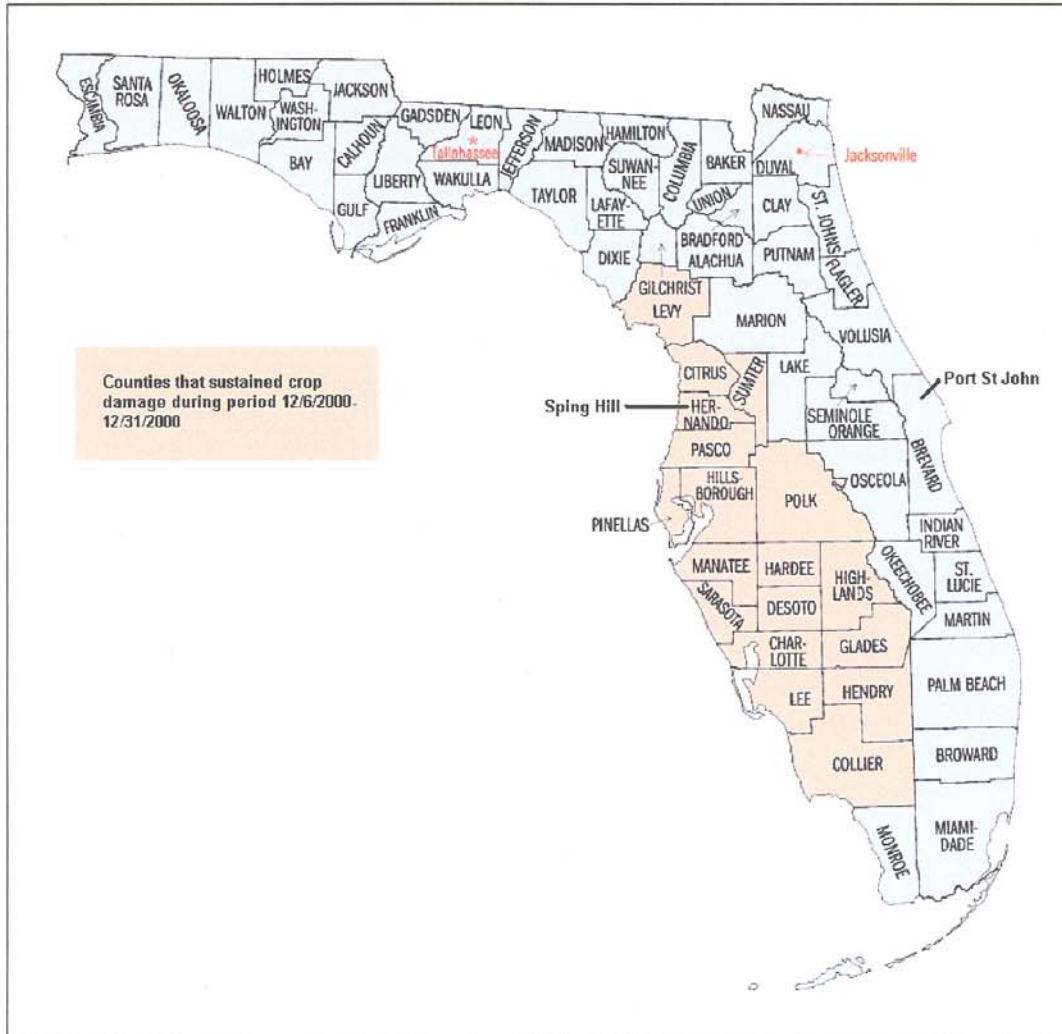 ESCAMBIA
SANTA
ROSA
OKALOOSA
WALTON
HOLMES
WASH-
INGTON
JACKSON
BAY
CALHOUN
GULF
GADSDEN
LIBERTY
FRANKLIN
LEON
Tallahassee
WAKULLA
JEFFERSON
MADISON
TAYLOR
HAMILTON
SUWAN-
NEE
LAFAY-
ETTE
DIXIE
COLUMBIA
BAKER
UNION
BRADFORD
ALACHUA
NASSAU
DUVAL
Jacksonville
CLAY
ST. JOHNS
PUTNAM
FLAGLER
GILCHRIST
LEVY
MARION
VOLUSIA
Counties that sustained crop
damage during period 12/6/2000-
12/31/2000
CITRUS
SUMTER
LAKE
Port St John
Sping Hill
HER-
NANDO
SEMINOLE
ORANGE
PASCO
BREVARD
HILLS-
BOROUGH
POLK
OSCEOLA
PINELLAS
INDIAN
RIVER
MANATEE
HARDEE
HIGH-
LANDS
OKEECHOBEE
ST.
LUCIE
SARASOTA
DESOTO
MARTIN
CHAR-
LOTTE
GLADES
LEE
HENDRY
PALM BEACH
COLLIER
BROWARD
MONROE
MIAMI-
DADE